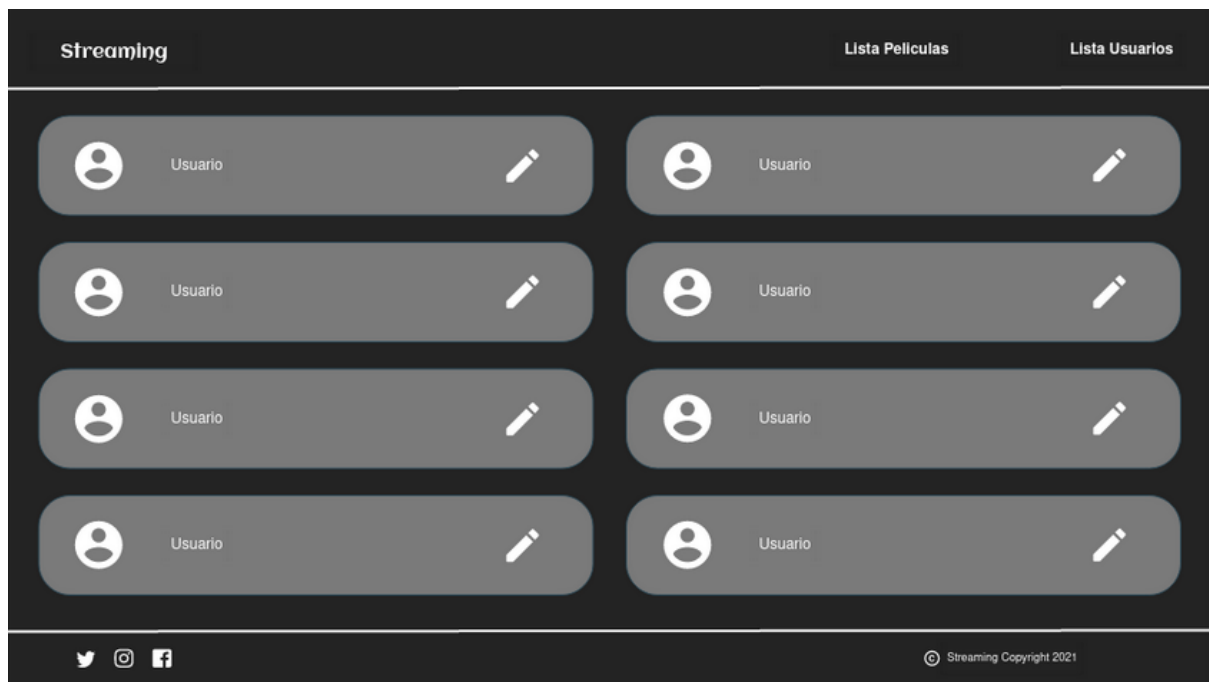 Streaming
Lista Peliculas
Lista Usuarios
Usuario
Usuario
Usuario
Usuario
Usuario
Usuario
Usuario
Usuario
© Streaming Copyright 2021